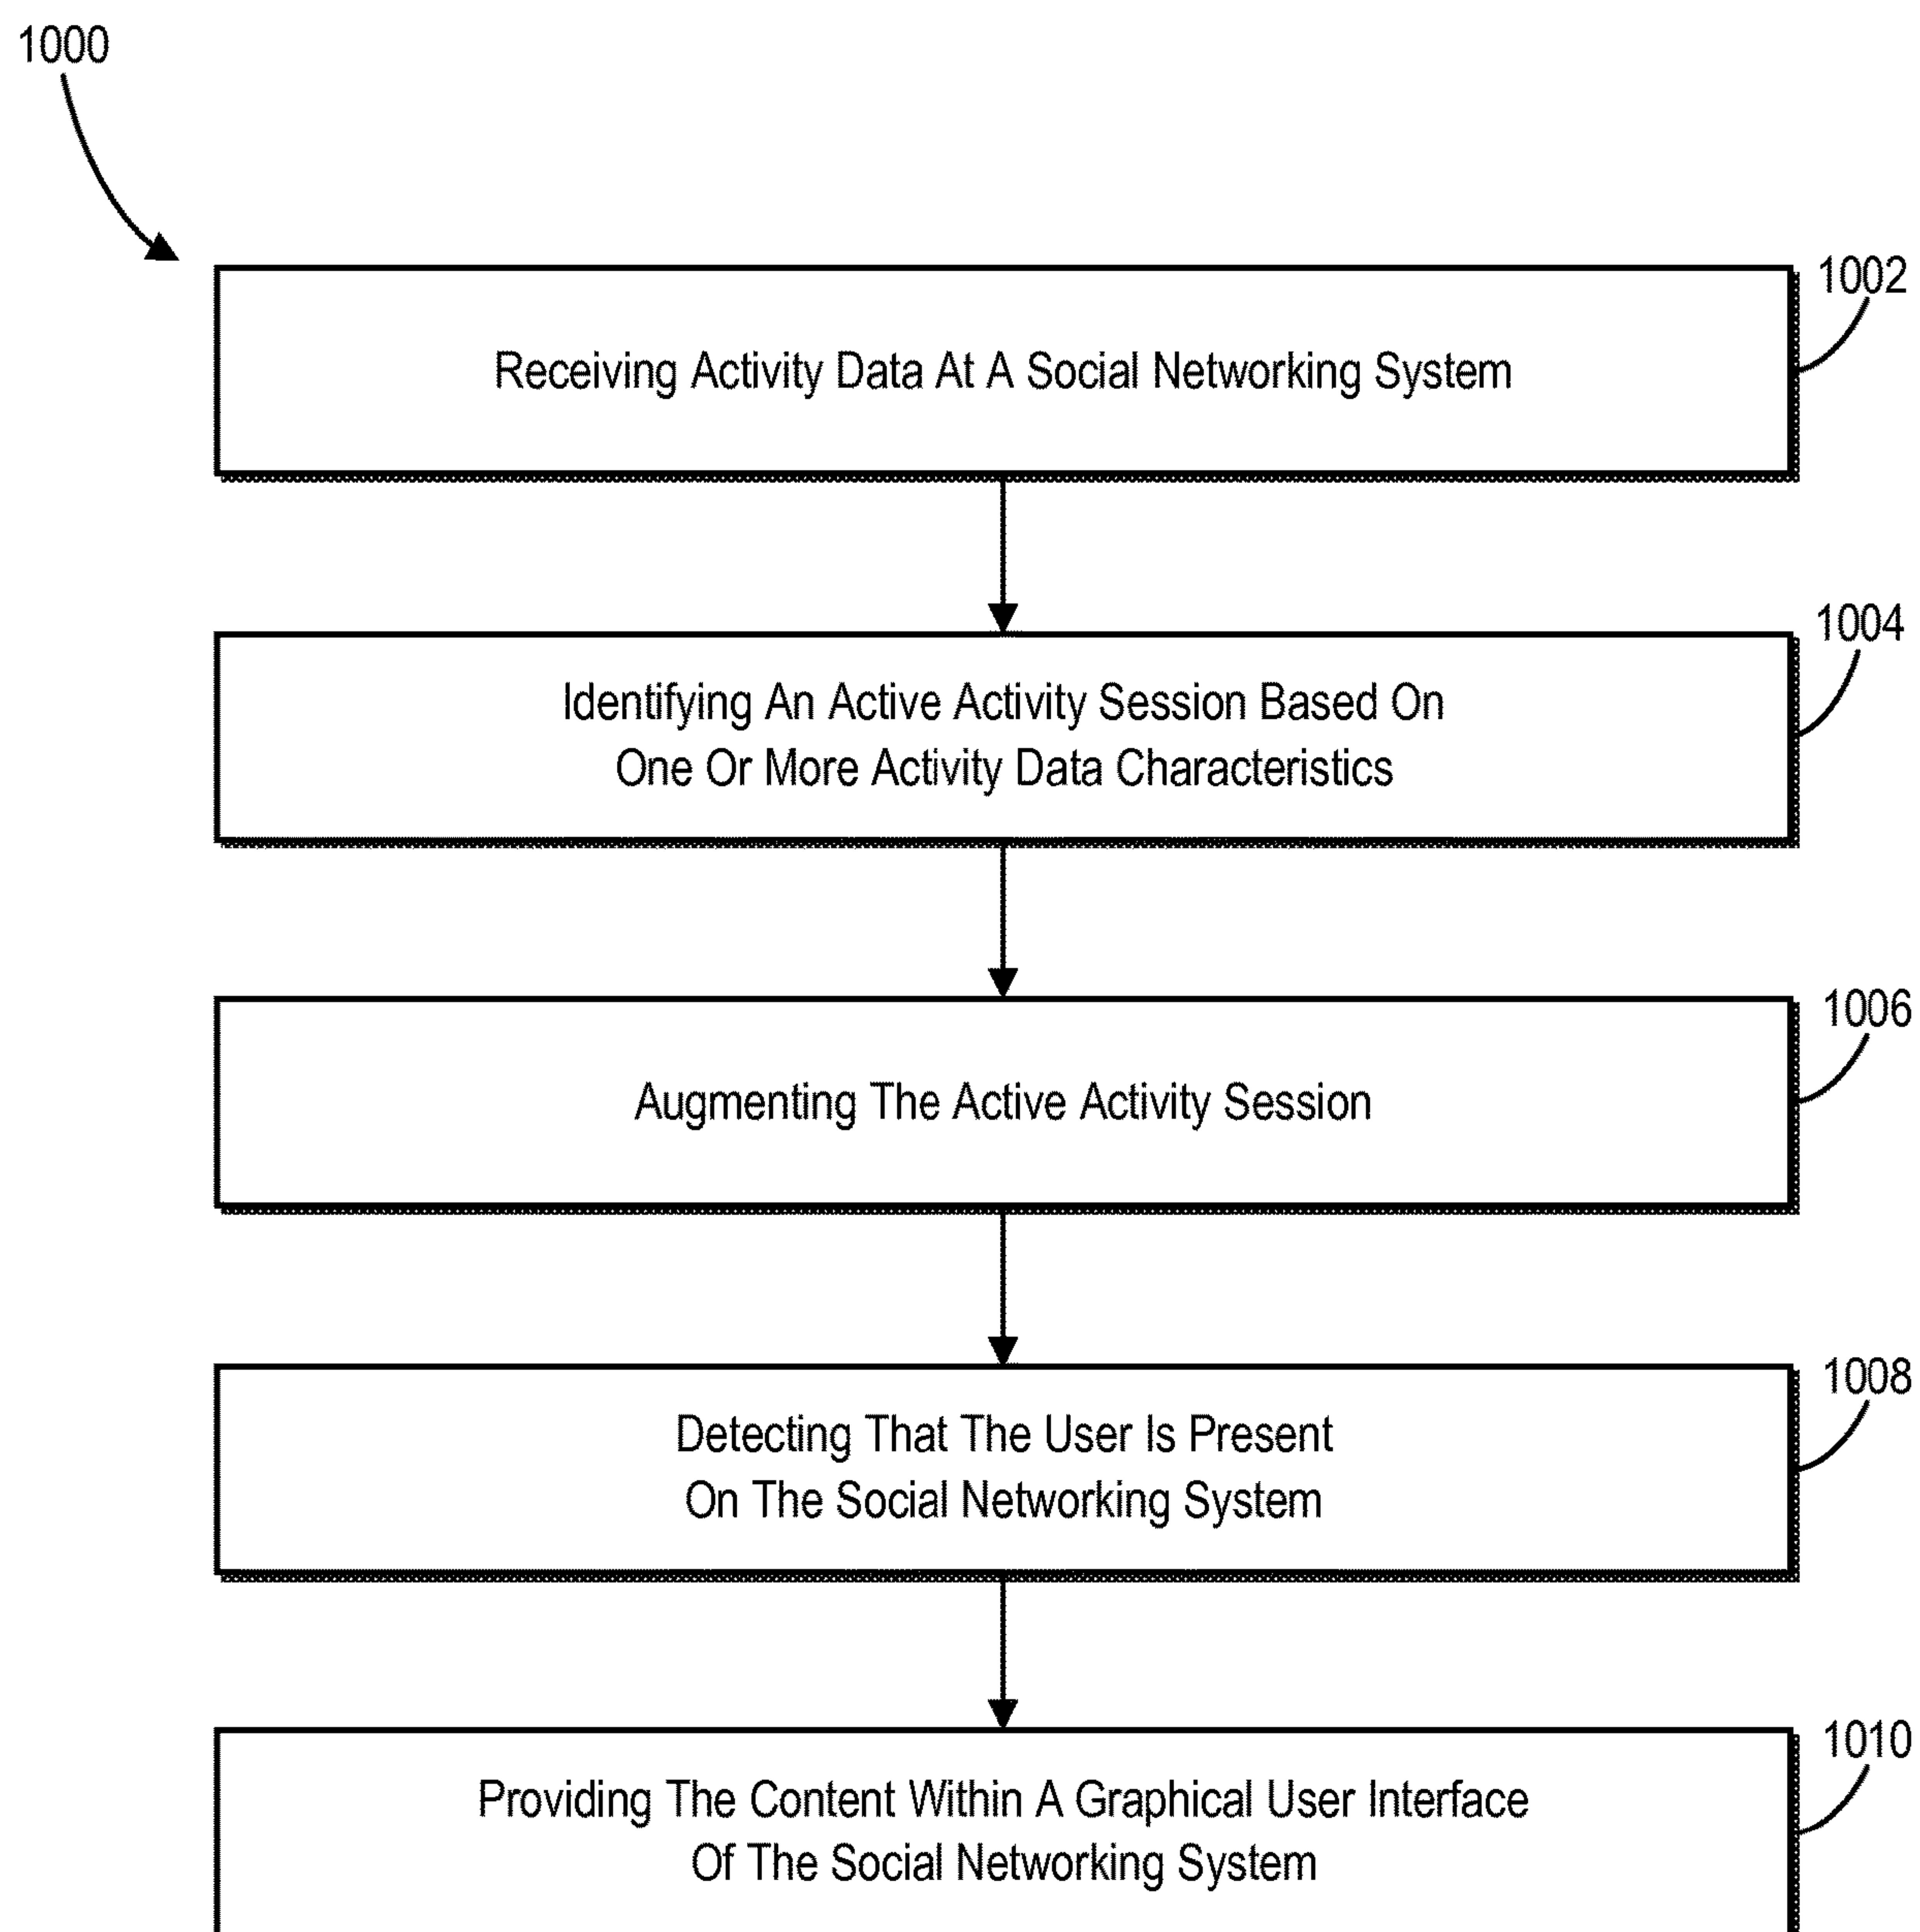 1000
1002
Receiving Activity Data At A Social Networking System
1004
Identifying An Active Activity Session Based On
One Or More Activity Data Characteristics
1006
Augmenting The Active Activity Session
1008
Detecting That The User Is Present
On The Social Networking System
1010
Providing The Content Within A Graphical User Interface
Of The Social Networking System